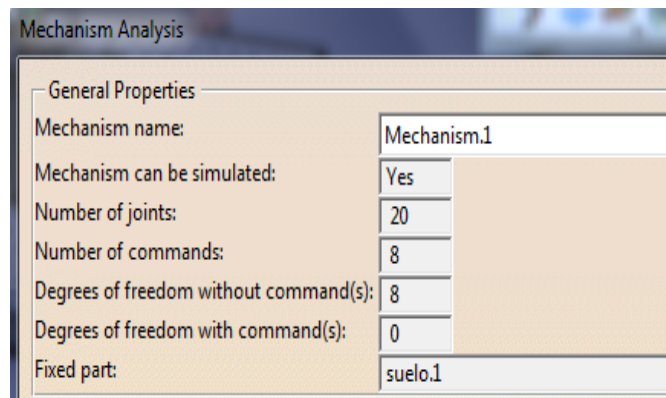 Mechanism Analysis
General Properties
Mechanism name: Mechanism.1
Mechanism can be simulated: Yes
Number of joints: 20
Number of commands: 8
Degrees of freedom without command(s): 8
Degrees of freedom with command(s): 0
Fixed part: suelo.1